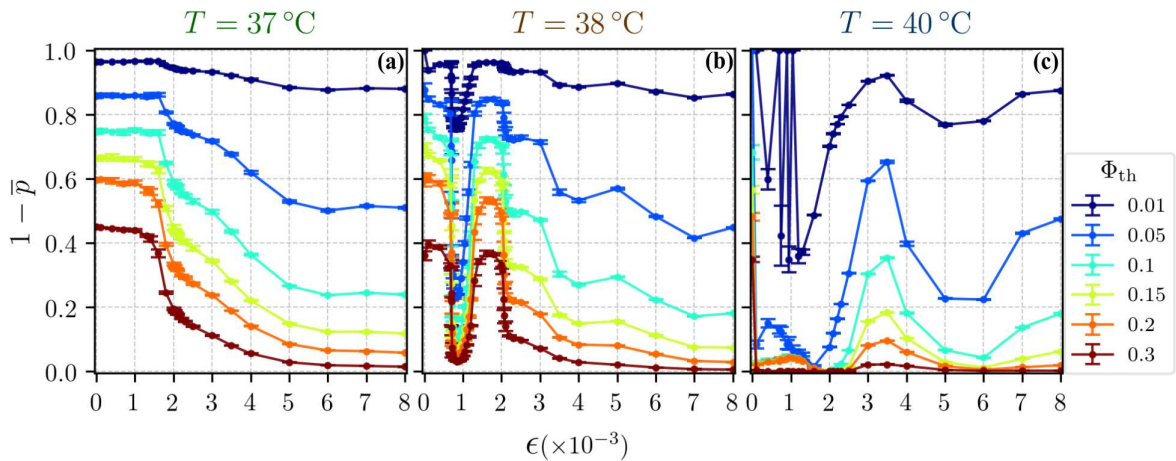 T = 37 °C T = 38 °C T = 40 °C
1.0 (a) (b) (c)
0.8
0.6
0.4
0.2
0.0
1 − p̅
0 1 2 3 4 5 6 7 8 0 1 2 3 4 5 6 7 8 0 1 2 3 4 5 6 7 8
ϵ(×10⁻³)
Φth
0.01
0.05
0.1
0.15
0.2
0.3